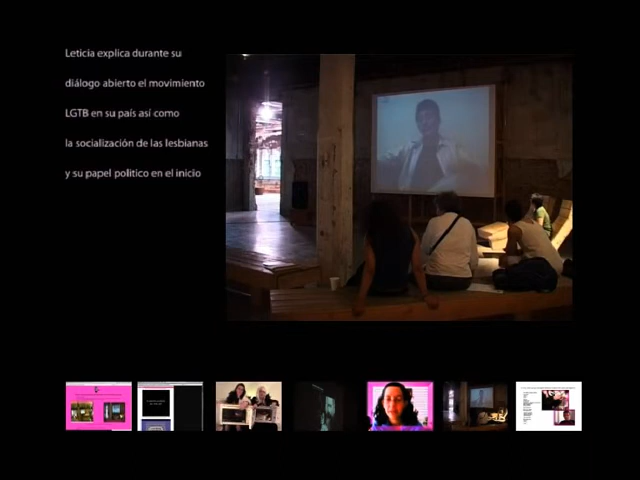 Leticia explica durante su
diálogo abierto el movimiento
LGTB en su país así como
la socialización de las lesbianas
y su papel politico en el inicio